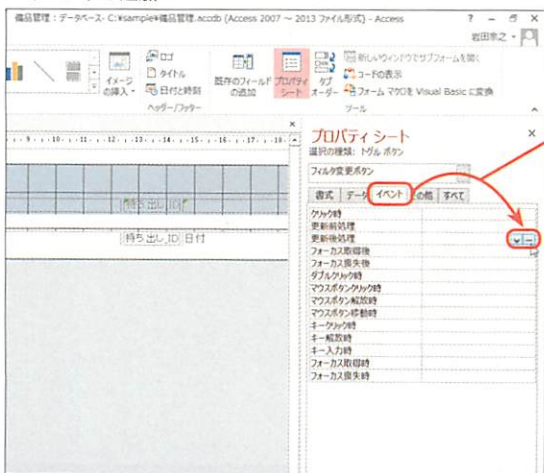 備品管理 : データベース- C:¥sample¥備品管理.accdb (Access 2007 ～ 2013 ファイル形式) - Access
岩田宗之
イメージの挿入
ロゴ
タイトル
日付と時刻
ヘッダー/フッター
既存のフィールドの追加
プロパティシート
タブオーダー
新しいウィンドウでサブフォームを開く
コードの表示
フォーム マクロを Visual Basic に変換
ツール
プロパティ シート
選択の種類: トグル ボタン
フィルタ変更ボタン
書式 データ イベント その他 すべて
クリック時
更新前処理
更新後処理
フォーカス取得後
フォーカス喪失後
ダブルクリック時
マウスボタンクリック時
マウスボタン解放時
マウスボタン移動時
キークリック時
キー解放時
キー入力時
フォーカス取得時
フォーカス喪失時
9 10 11 12 13 14 15 16 17 18
持ち出し_ID
持ち出し_ID 日付